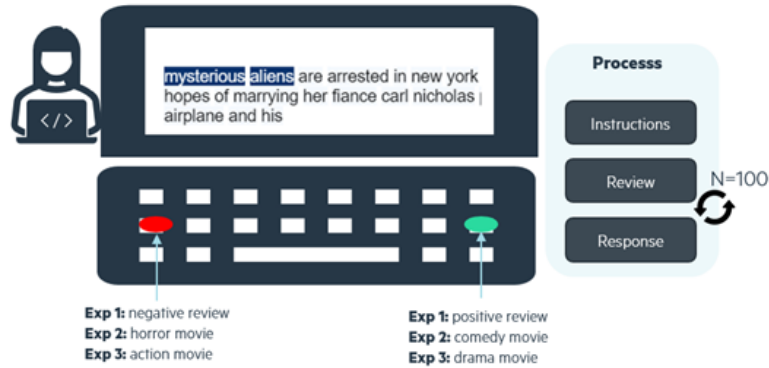 mysterious aliens are arrested in new york
hopes of marrying her fiance carl nicholas |
airplane and his
</>
Processs
Instructions
Review
N=100
Response
Exp 1: negative review
Exp 2: horror movie
Exp 3: action movie
Exp 1: positive review
Exp 2: comedy movie
Exp 3: drama movie